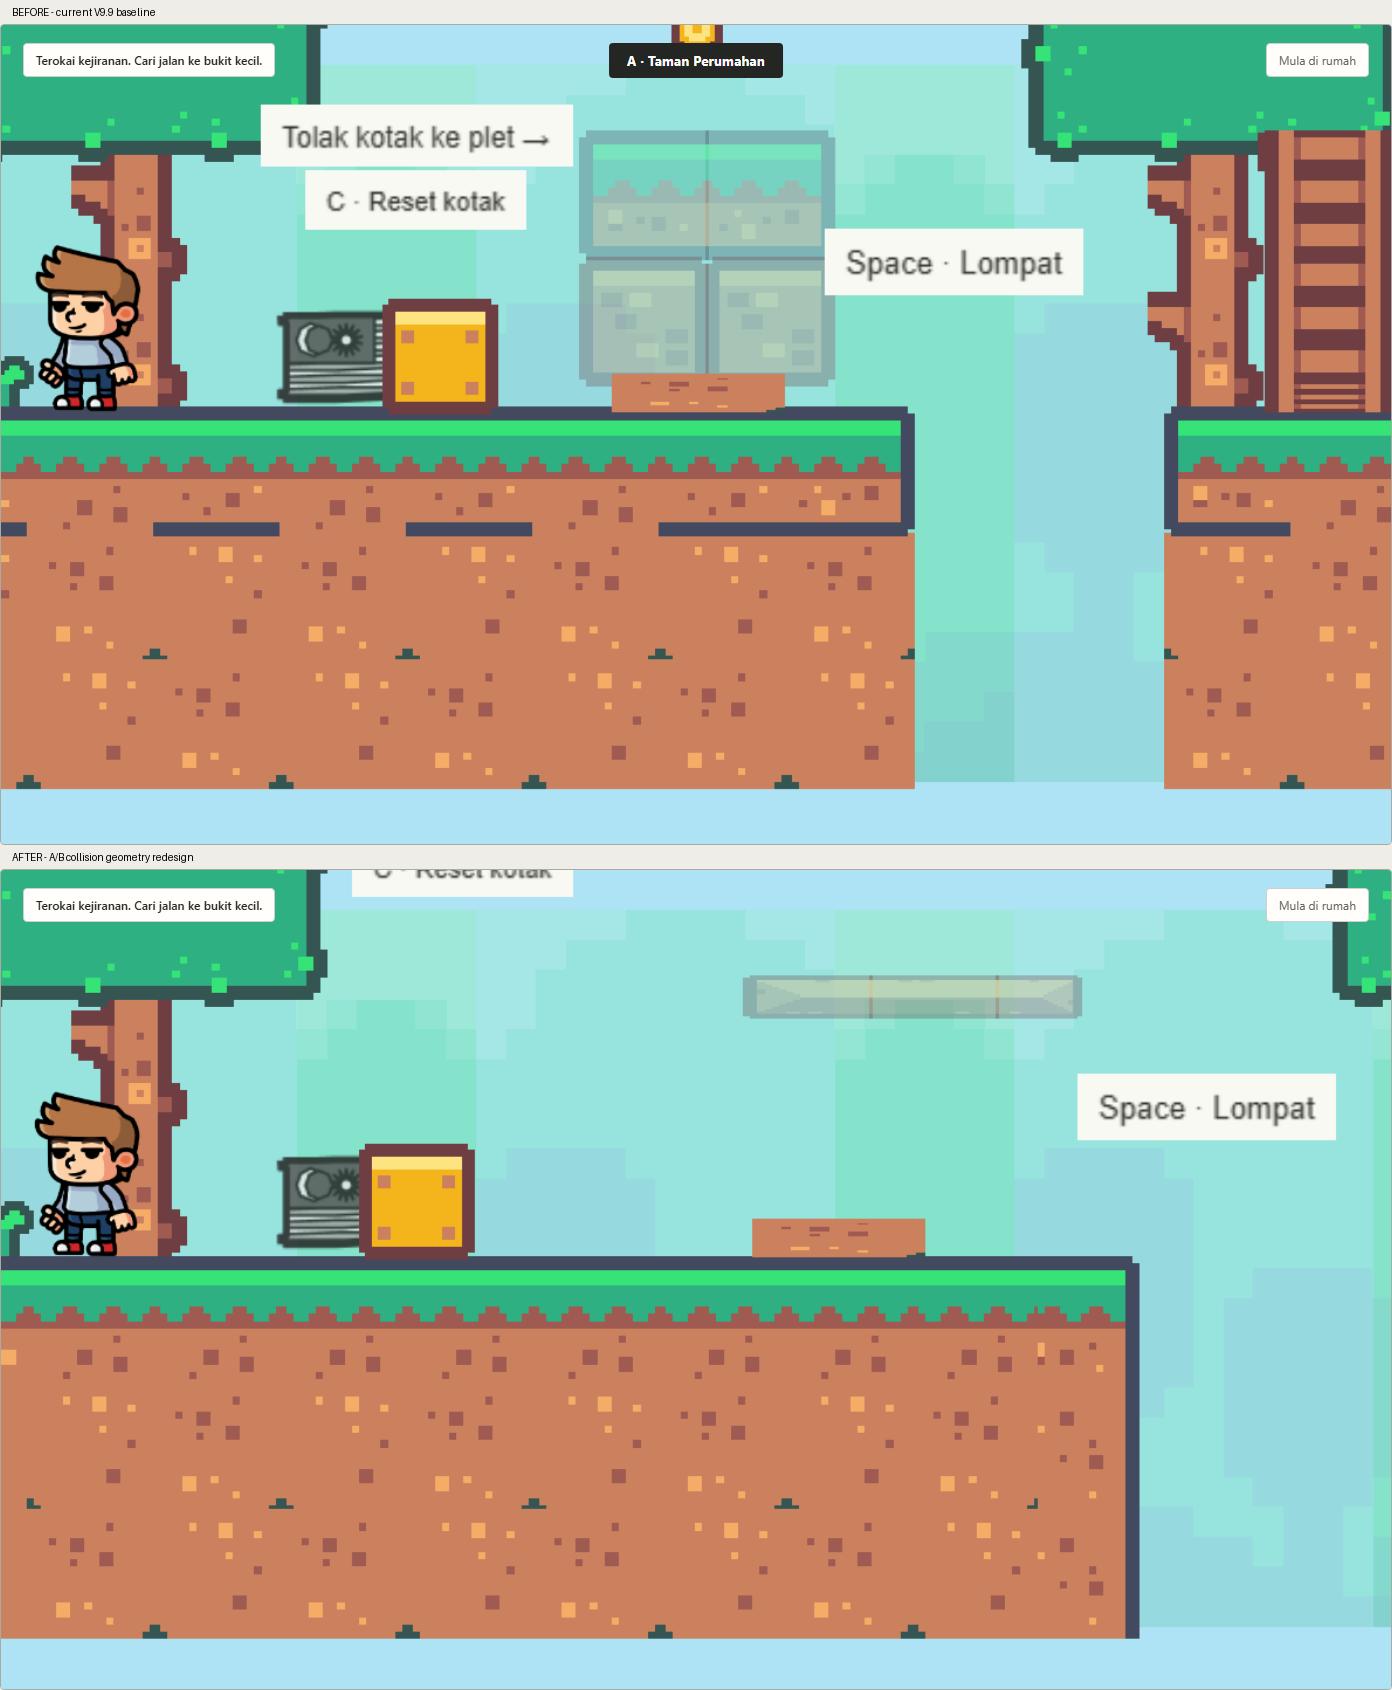 BEFORE - current V9.9 baseline
Terokai kejiranan. Cari jalan ke bukit kecil.
A · Taman Perumahan
Mula di rumah
Tolak kotak ke plet →
C · Reset kotak
Space · Lompat
AFTER - A/B collision geometry redesign
C · Reset kotak
Terokai kejiranan. Cari jalan ke bukit kecil.
Mula di rumah
Space · Lompat